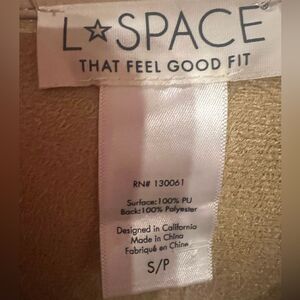 L☆SPACE®
THAT FEEL GOOD FIT
RN# 130061
Surface:100% PU
Back:100% Polyester
Designed in California
Made in China
Fabriqué en Chine
S/P